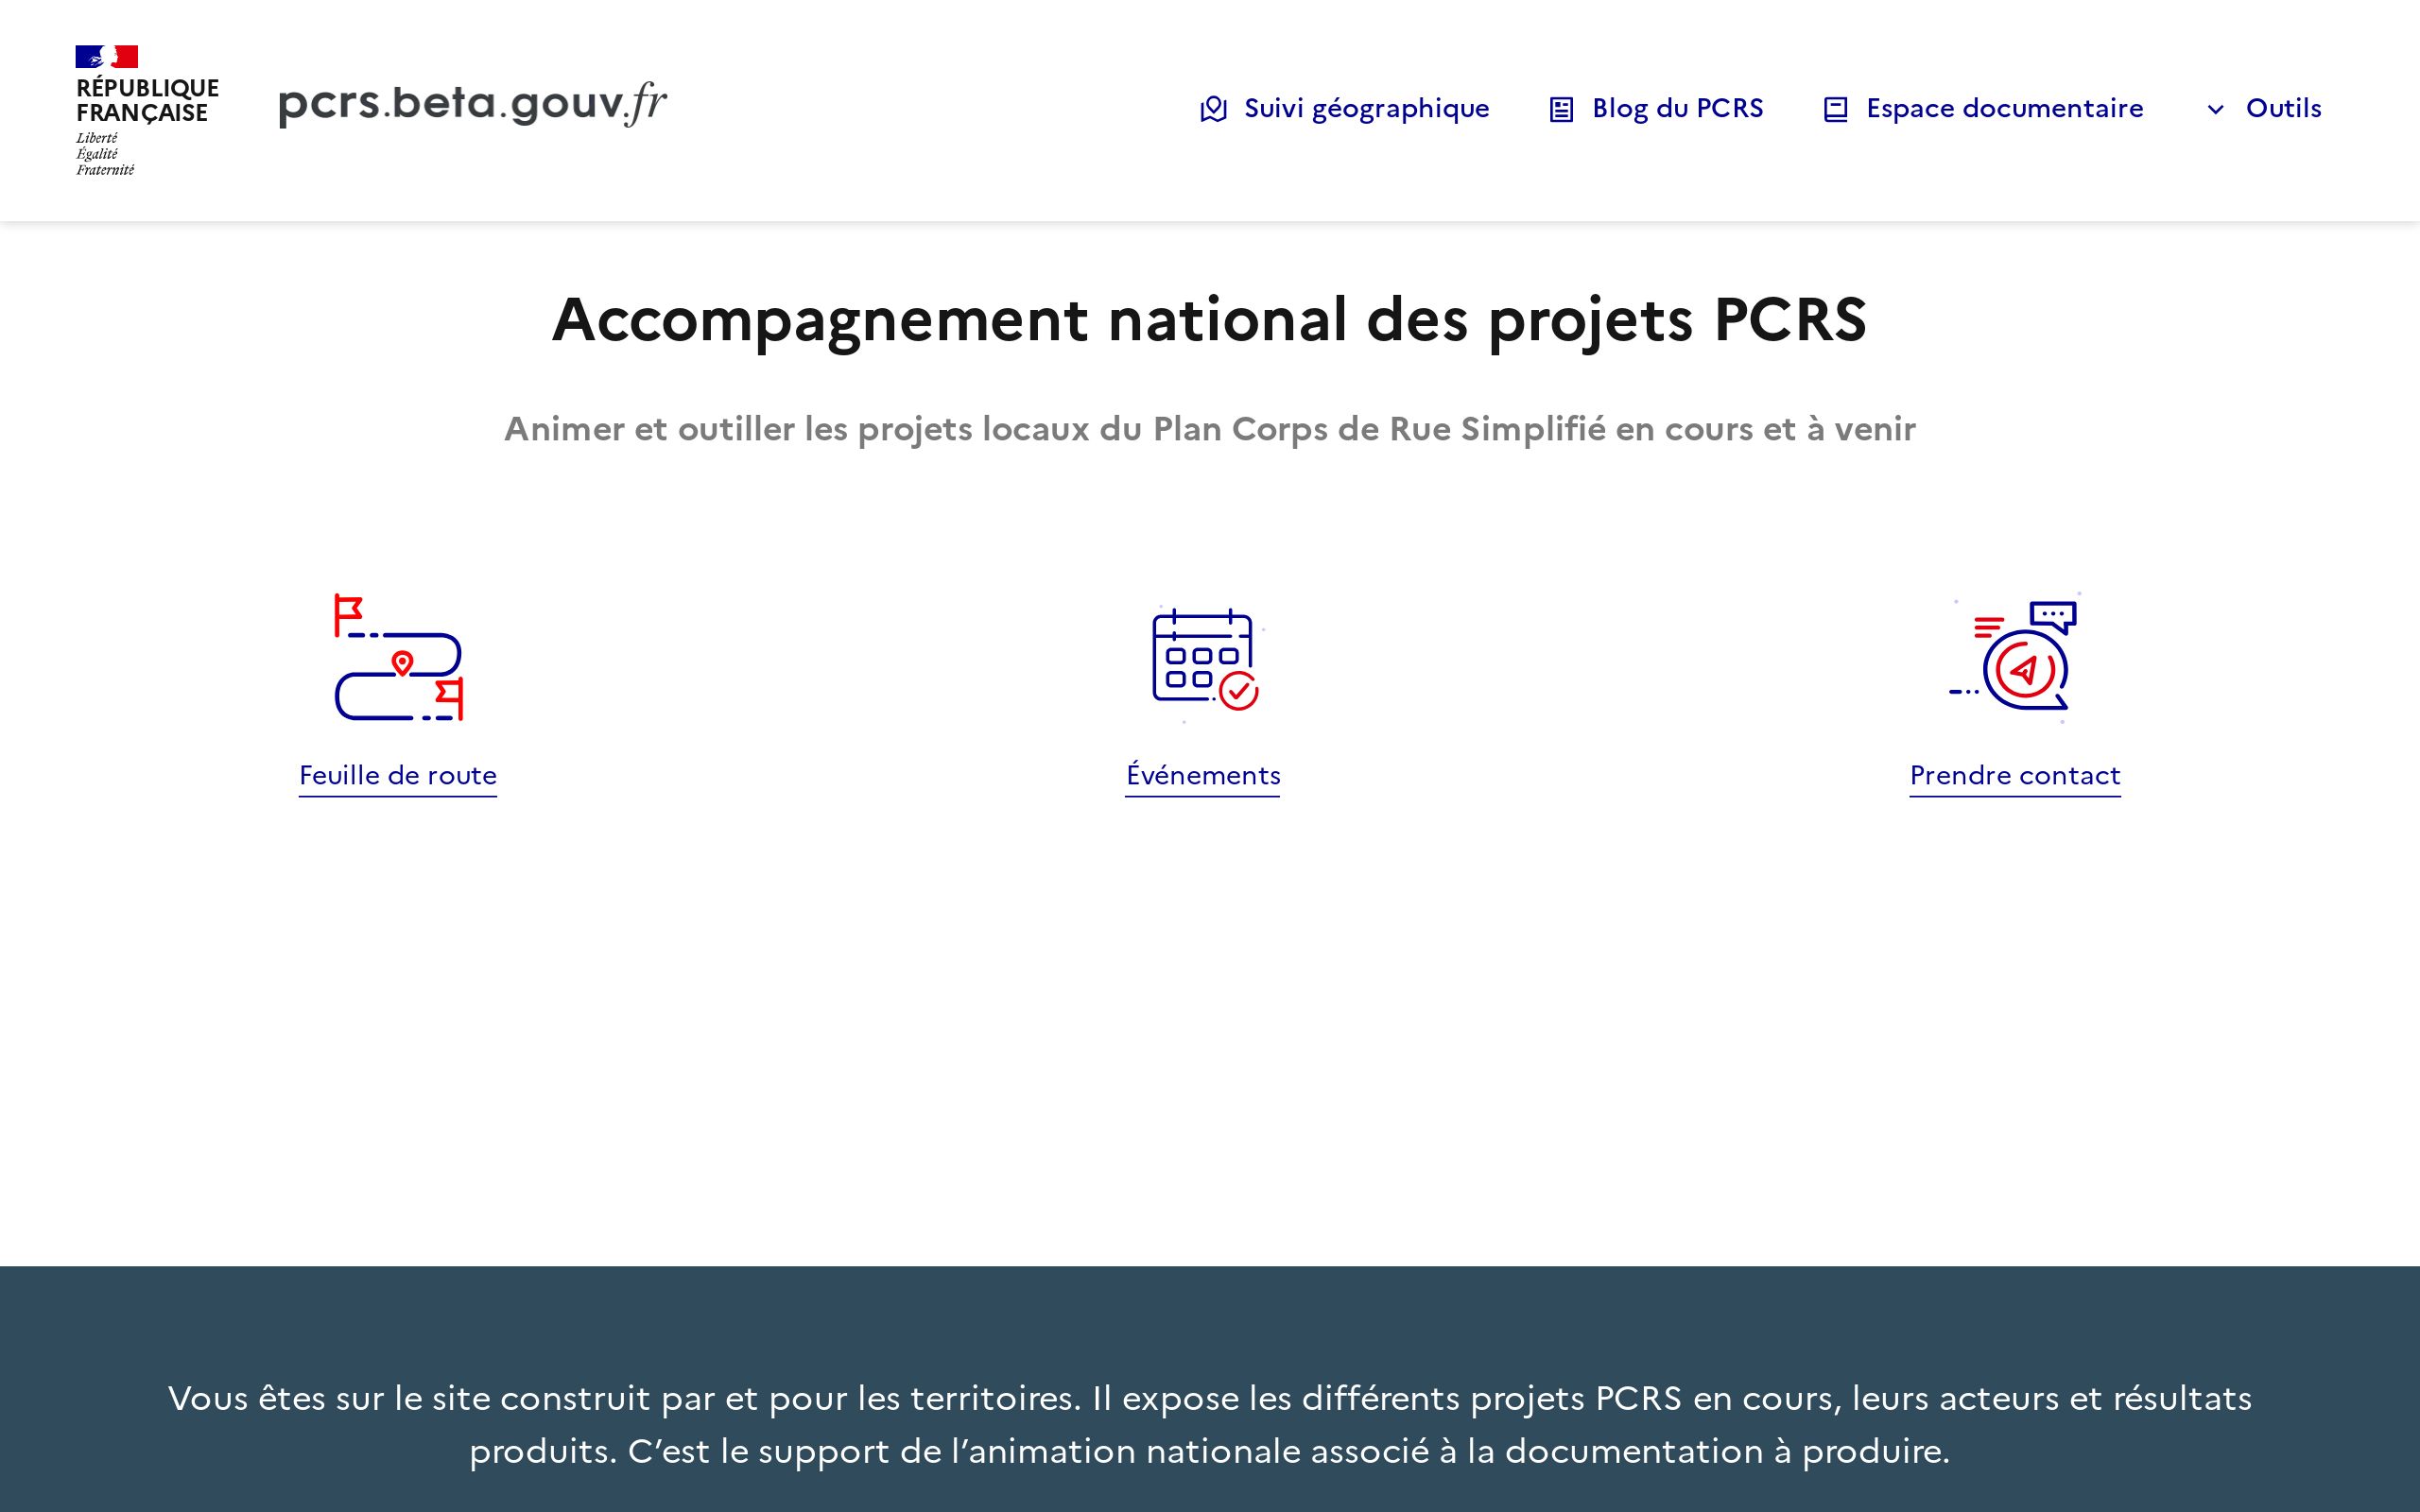 RÉPUBLIQUE
FRANÇAISE
Liberté
Égalité
Fraternité
pcrs.beta.gouv.fr
Suivi géographique
Blog du PCRS
Espace documentaire
Outils
Accompagnement national des projets PCRS
Animer et outiller les projets locaux du Plan Corps de Rue Simplifié en cours et à venir
Feuille de route
Événements
Prendre contact
Vous êtes sur le site construit par et pour les territoires. Il expose les différents projets PCRS en cours, leurs acteurs et résultats
produits. C’est le support de l’animation nationale associé à la documentation à produire.